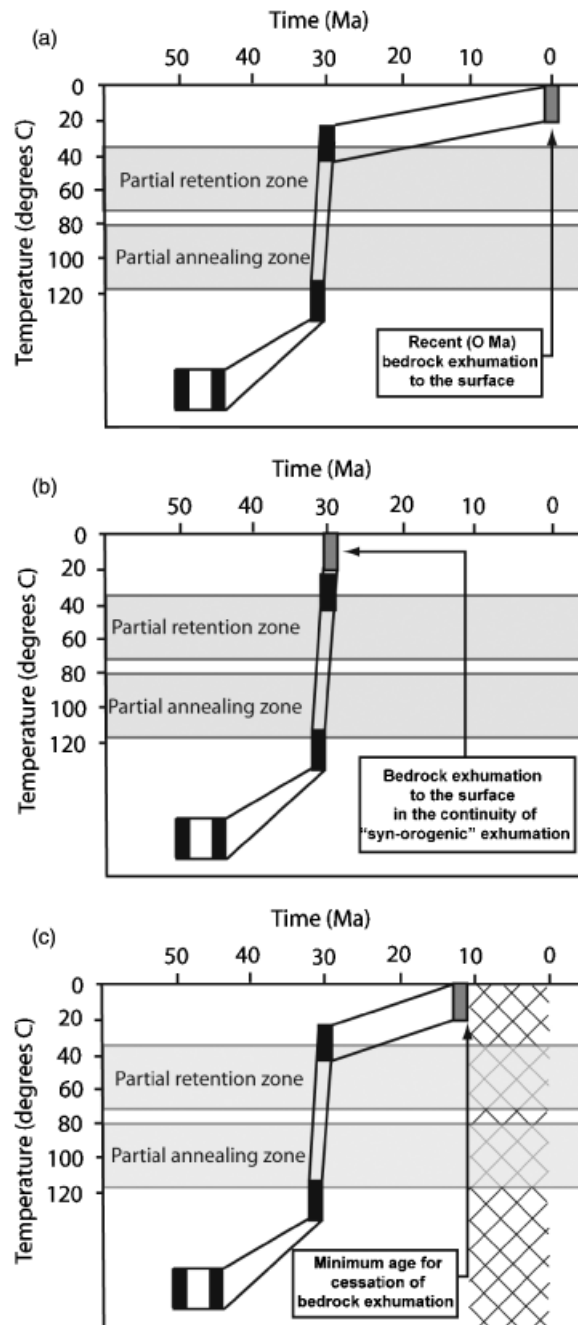 (a)
Time (Ma)
50 40 30 20 10 0
Temperature (degrees C)
0
20
40
60
80
100
120
Partial retention zone
Partial annealing zone
Recent (O Ma)
bedrock exhumation
to the surface
(b)
Time (Ma)
50 40 30 20 10 0
Temperature (degrees C)
0
20
40
60
80
100
120
Partial retention zone
Partial annealing zone
Bedrock exhumation
to the surface
in the continuity of
“syn-orogenic” exhumation
(c)
Time (Ma)
50 40 30 20 10 0
Temperature (degrees C)
0
20
40
60
80
100
120
Partial retention zone
Partial annealing zone
Minimum age for
cessation of
bedrock exhumation